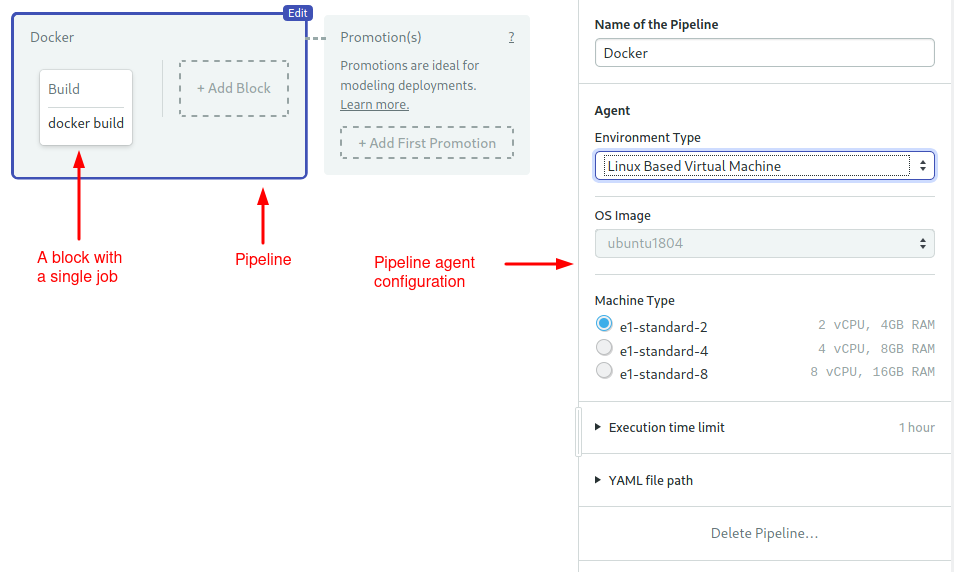 Edit
Docker
Build
docker build
+ Add Block
Promotion(s)
?
Promotions are ideal for
modeling deployments.
Learn more.
+ Add First Promotion
A block with
a single job
Pipeline
Pipeline agent
configuration
Name of the Pipeline
Docker
Agent
Environment Type
Linux Based Virtual Machine
OS Image
ubuntu1804
Machine Type
e1-standard-2 2 vCPU, 4GB RAM
e1-standard-4 4 vCPU, 8GB RAM
e1-standard-8 8 vCPU, 16GB RAM
Execution time limit 1 hour
YAML file path
Delete Pipeline...